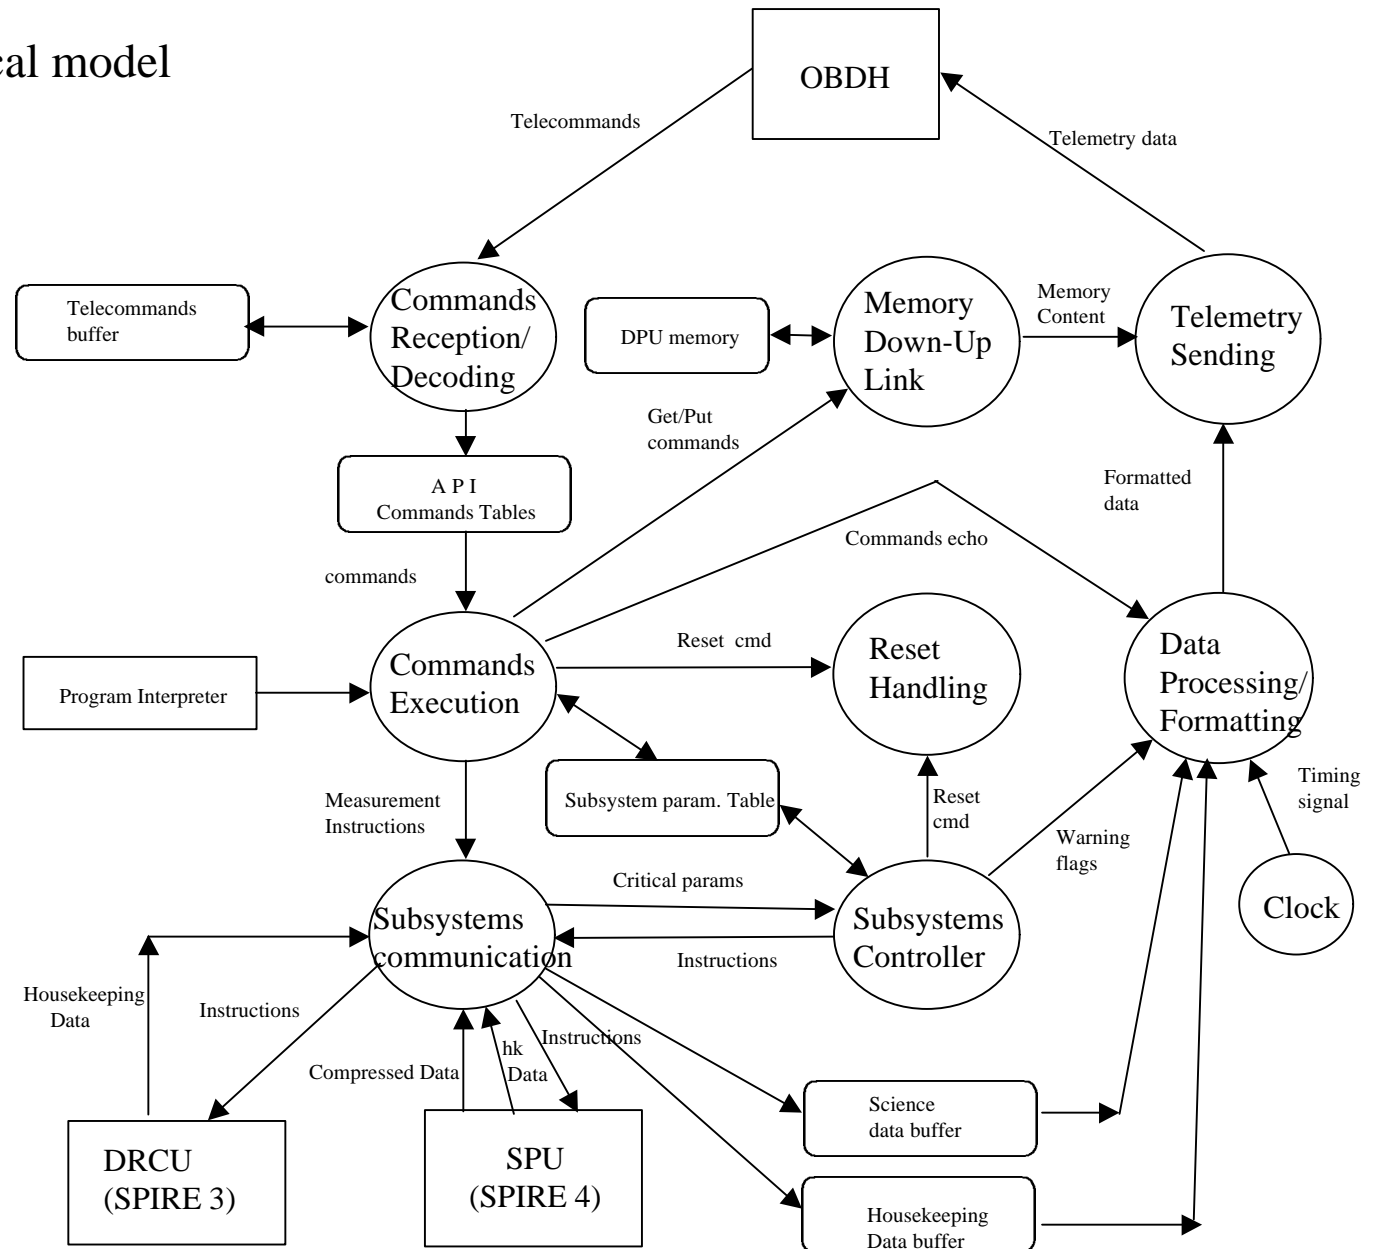 cal model
OBDH
Telecommands
Telemetry data
Telecommands
buffer
Commands
Reception/
Decoding
DPU memory
Memory
Down-Up
Link
Memory
Content
Telemetry
Sending
Get/Put
commands
A P I
Commands Tables
Formatted
data
Commands echo
commands
Program Interpreter
Commands
Execution
Reset cmd
Reset
Handling
Data
Processing/
Formatting
Measurement
Instructions
Subsystem param. Table
Reset
cmd
Warning
flags
Timing
signal
Clock
Critical params
Subsystems
communication
Subsystems
Controller
Instructions
Housekeeping
Data
Instructions
Compressed Data
hk
Data
Instructions
Science
data buffer
DRCU
(SPIRE 3)
SPU
(SPIRE 4)
Housekeeping
Data buffer